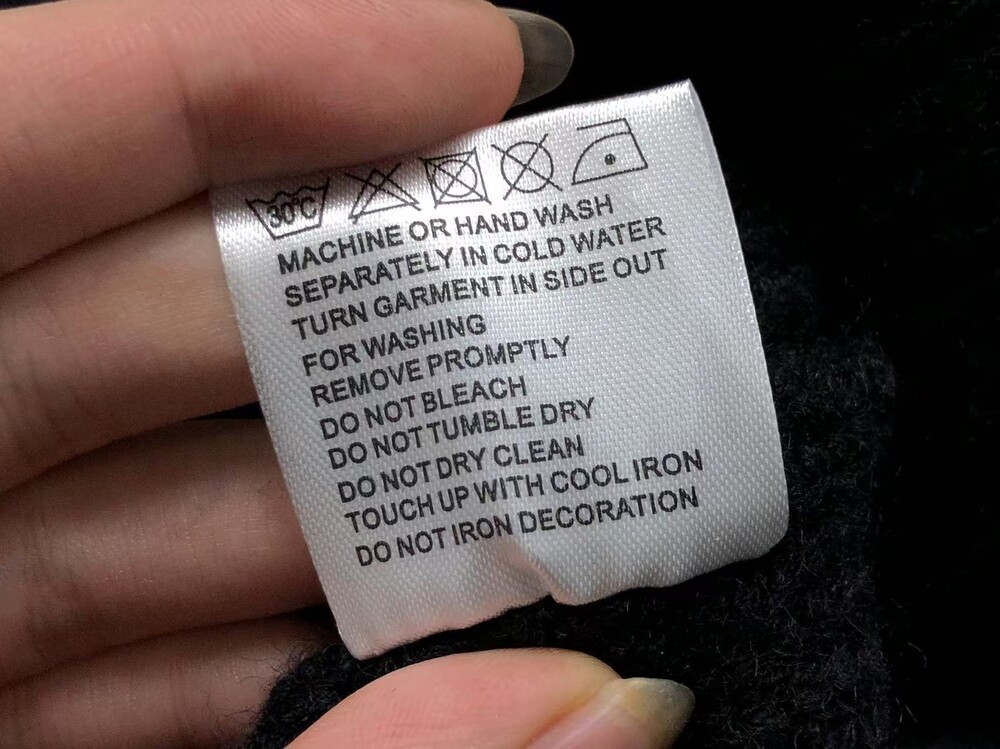 30°C
MACHINE OR HAND WASH
SEPARATELY IN COLD WATER
TURN GARMENT IN SIDE OUT
FOR WASHING
REMOVE PROMPTLY
DO NOT BLEACH
DO NOT TUMBLE DRY
DO NOT DRY CLEAN
TOUCH UP WITH COOL IRON
DO NOT IRON DECORATION